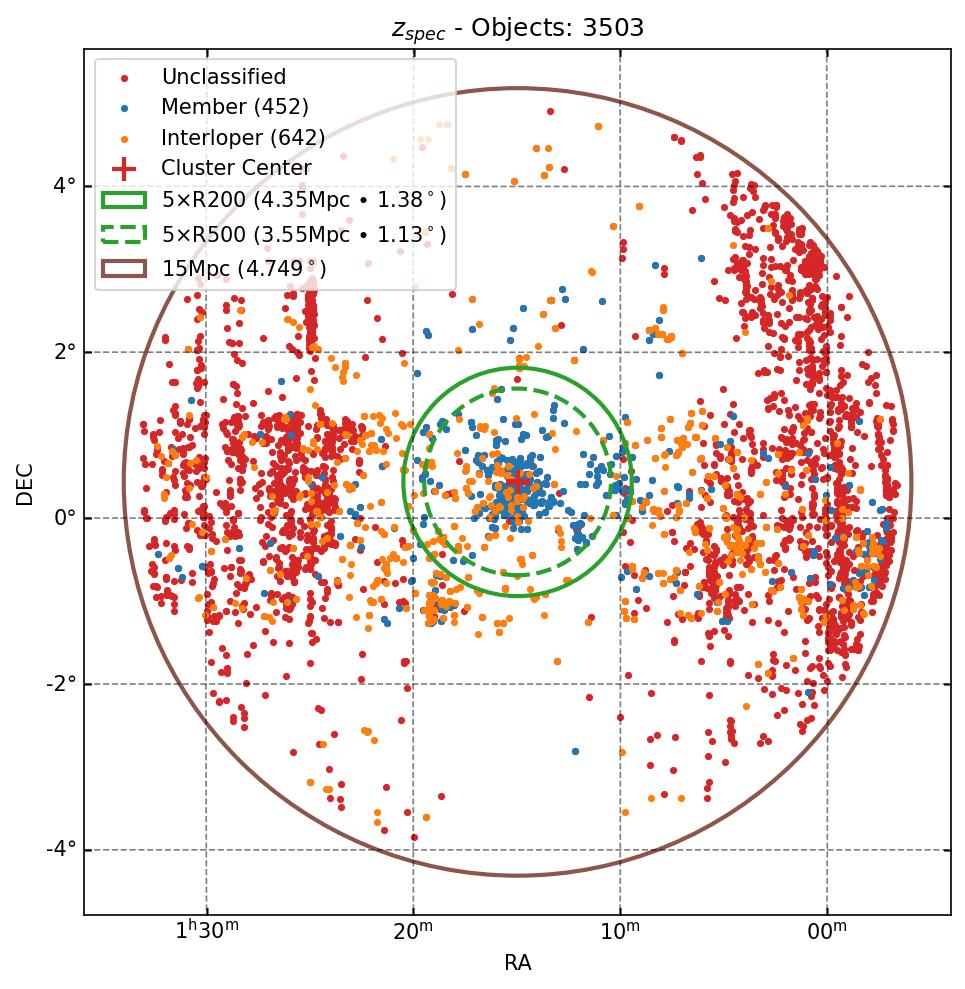 z_spec - Objects: 3503
Unclassified
Member (452)
Interloper (642)
Cluster Center
5×R200 (4.35Mpc • 1.38°)
5×R500 (3.55Mpc • 1.13°)
15Mpc (4.749°)
4°
2°
0°
-2°
-4°
DEC
1ʰ30ᵐ 20ᵐ 10ᵐ 00ᵐ
RA